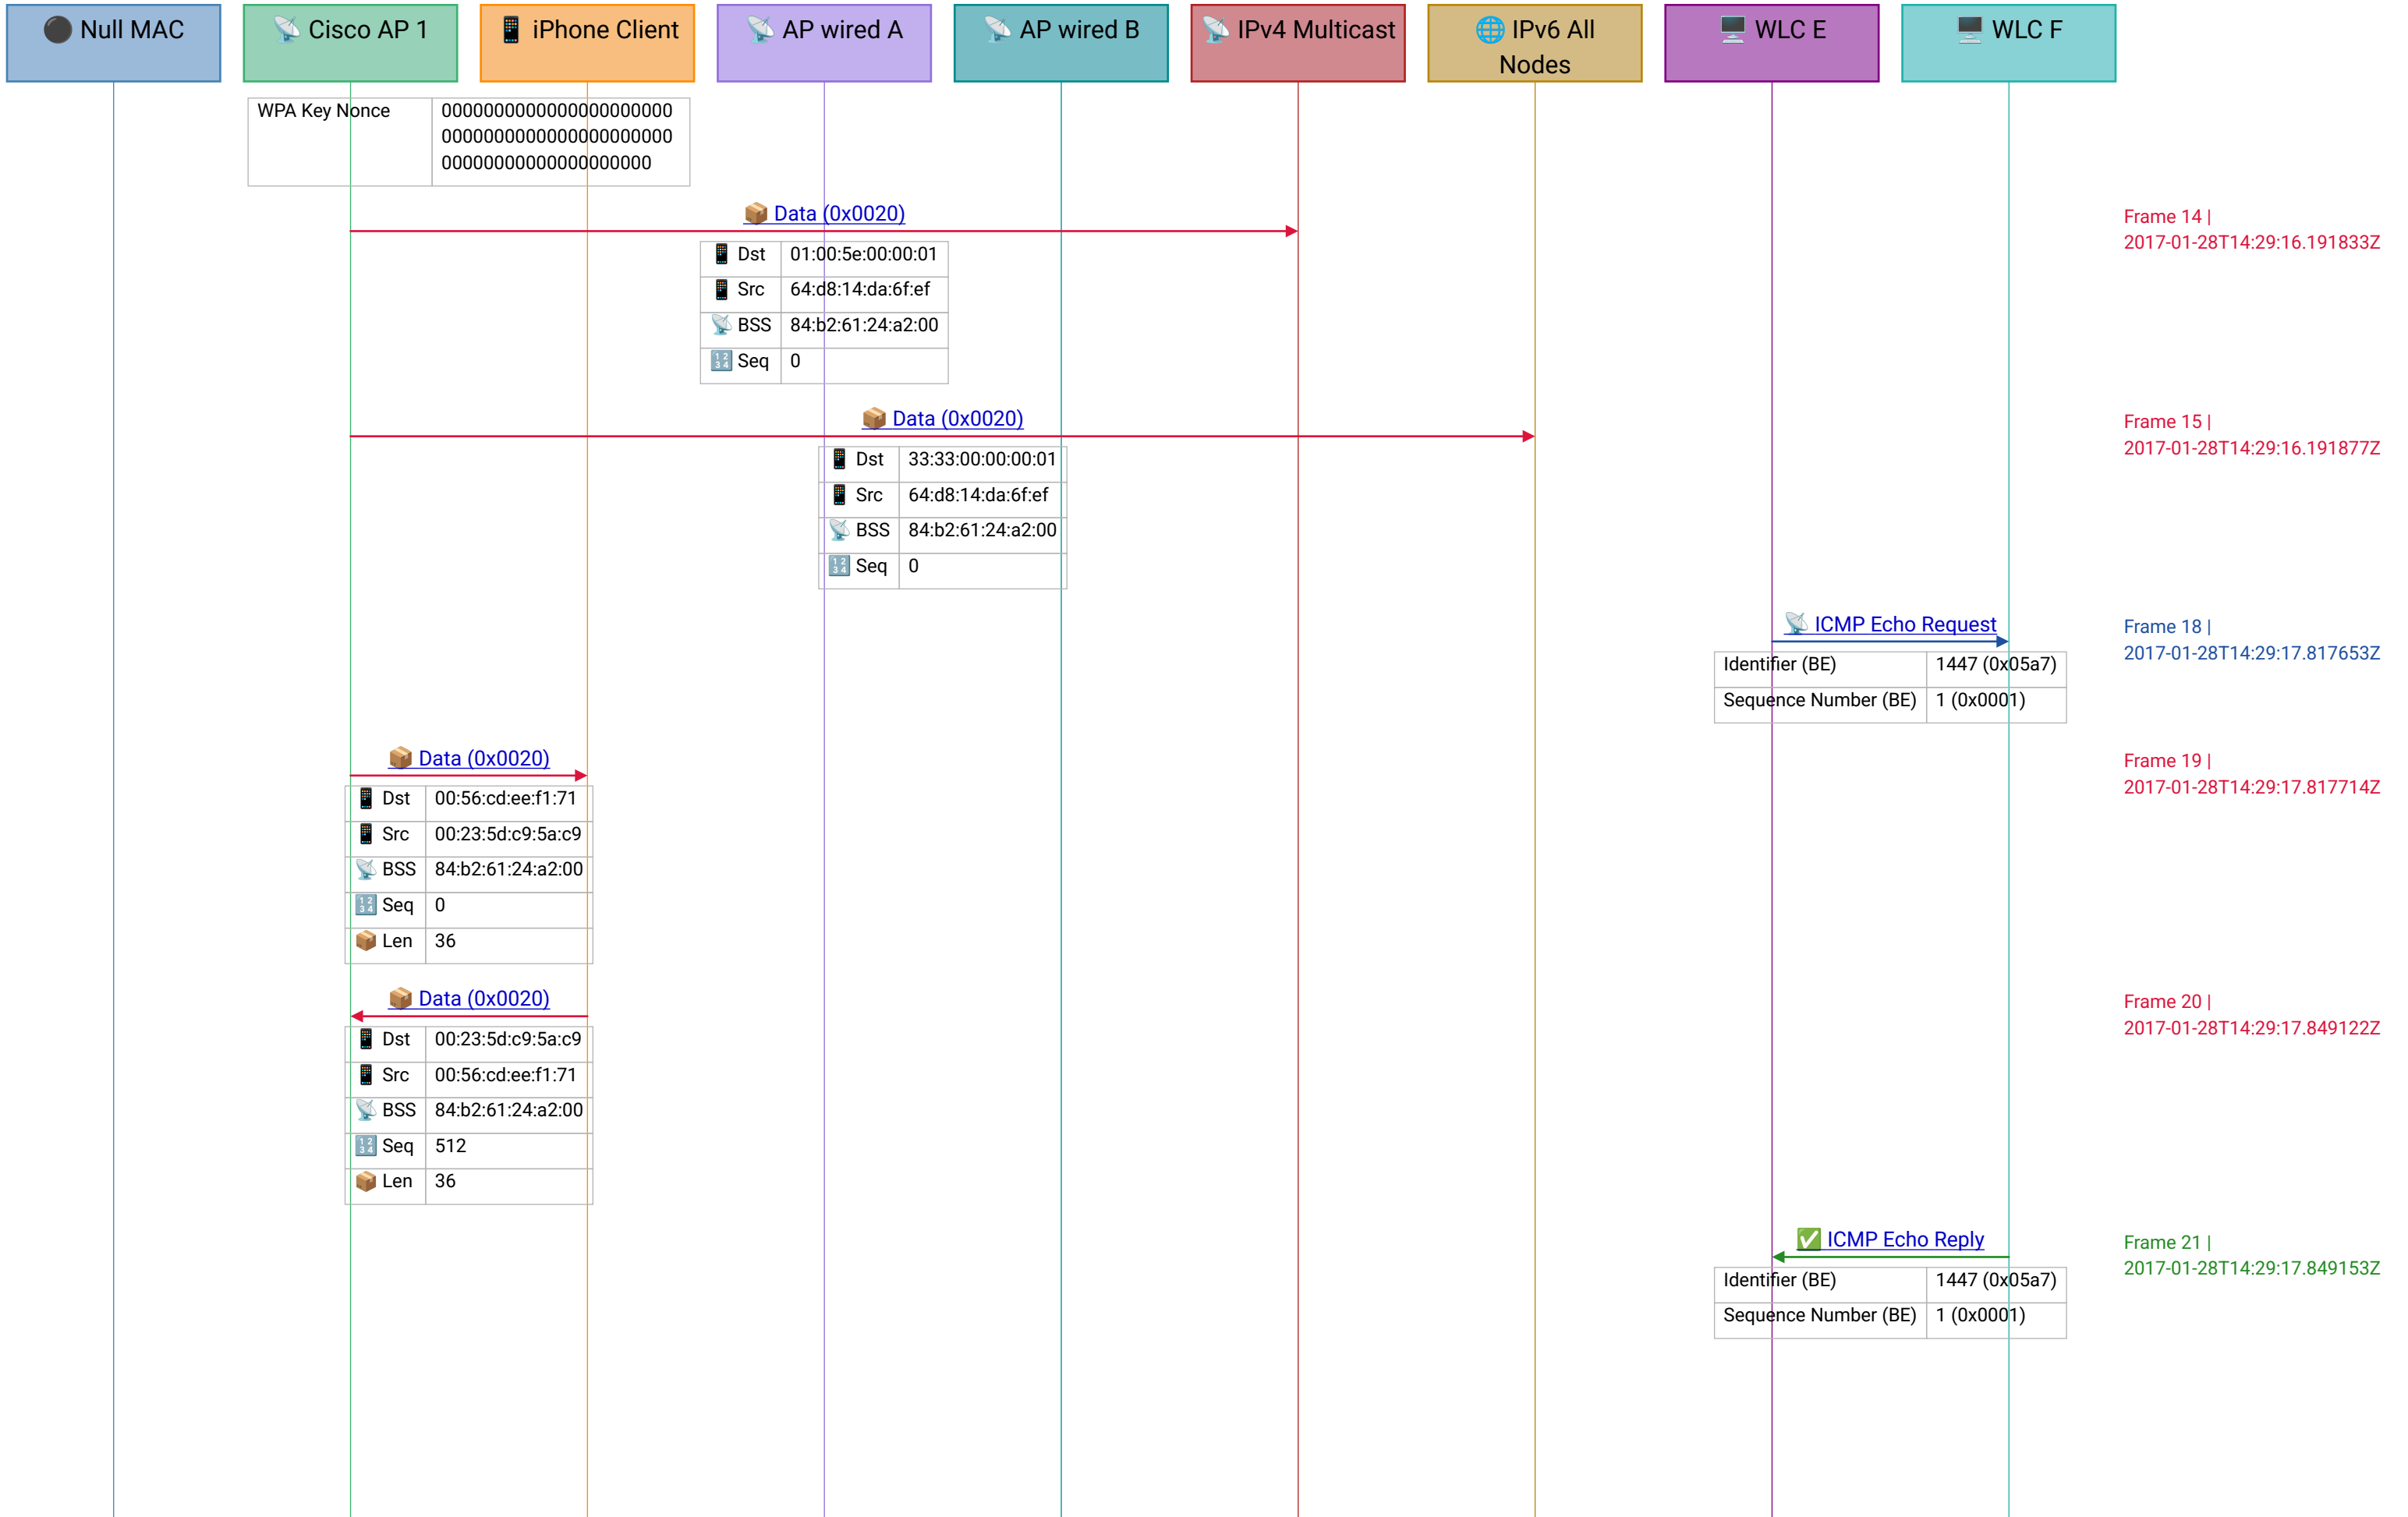 Null MAC
Cisco AP 1
iPhone Client
AP wired A
AP wired B
IPv4 Multicast
IPv6 All
Nodes
WLC E
WLC F
WPA Key Nonce
0000000000000000000000
0000000000000000000000
00000000000000000000
Data (0x0020)
Frame 14 |
2017-01-28T14:29:16.191833Z
Dst 01:00:5e:00:00:01
Src 64:d8:14:da:6f:ef
BSS 84:b2:61:24:a2:00
Seq 0
Data (0x0020)
Frame 15 |
2017-01-28T14:29:16.191877Z
Dst 33:33:00:00:00:01
Src 64:d8:14:da:6f:ef
BSS 84:b2:61:24:a2:00
Seq 0
ICMP Echo Request
Frame 18 |
2017-01-28T14:29:17.817653Z
Identifier (BE) 1447 (0x05a7)
Sequence Number (BE) 1 (0x0001)
Data (0x0020)
Frame 19 |
2017-01-28T14:29:17.817714Z
Dst 00:56:cd:ee:f1:71
Src 00:23:5d:c9:5a:c9
BSS 84:b2:61:24:a2:00
Seq 0
Len 36
Data (0x0020)
Frame 20 |
2017-01-28T14:29:17.849122Z
Dst 00:23:5d:c9:5a:c9
Src 00:56:cd:ee:f1:71
BSS 84:b2:61:24:a2:00
Seq 512
Len 36
ICMP Echo Reply
Frame 21 |
2017-01-28T14:29:17.849153Z
Identifier (BE) 1447 (0x05a7)
Sequence Number (BE) 1 (0x0001)